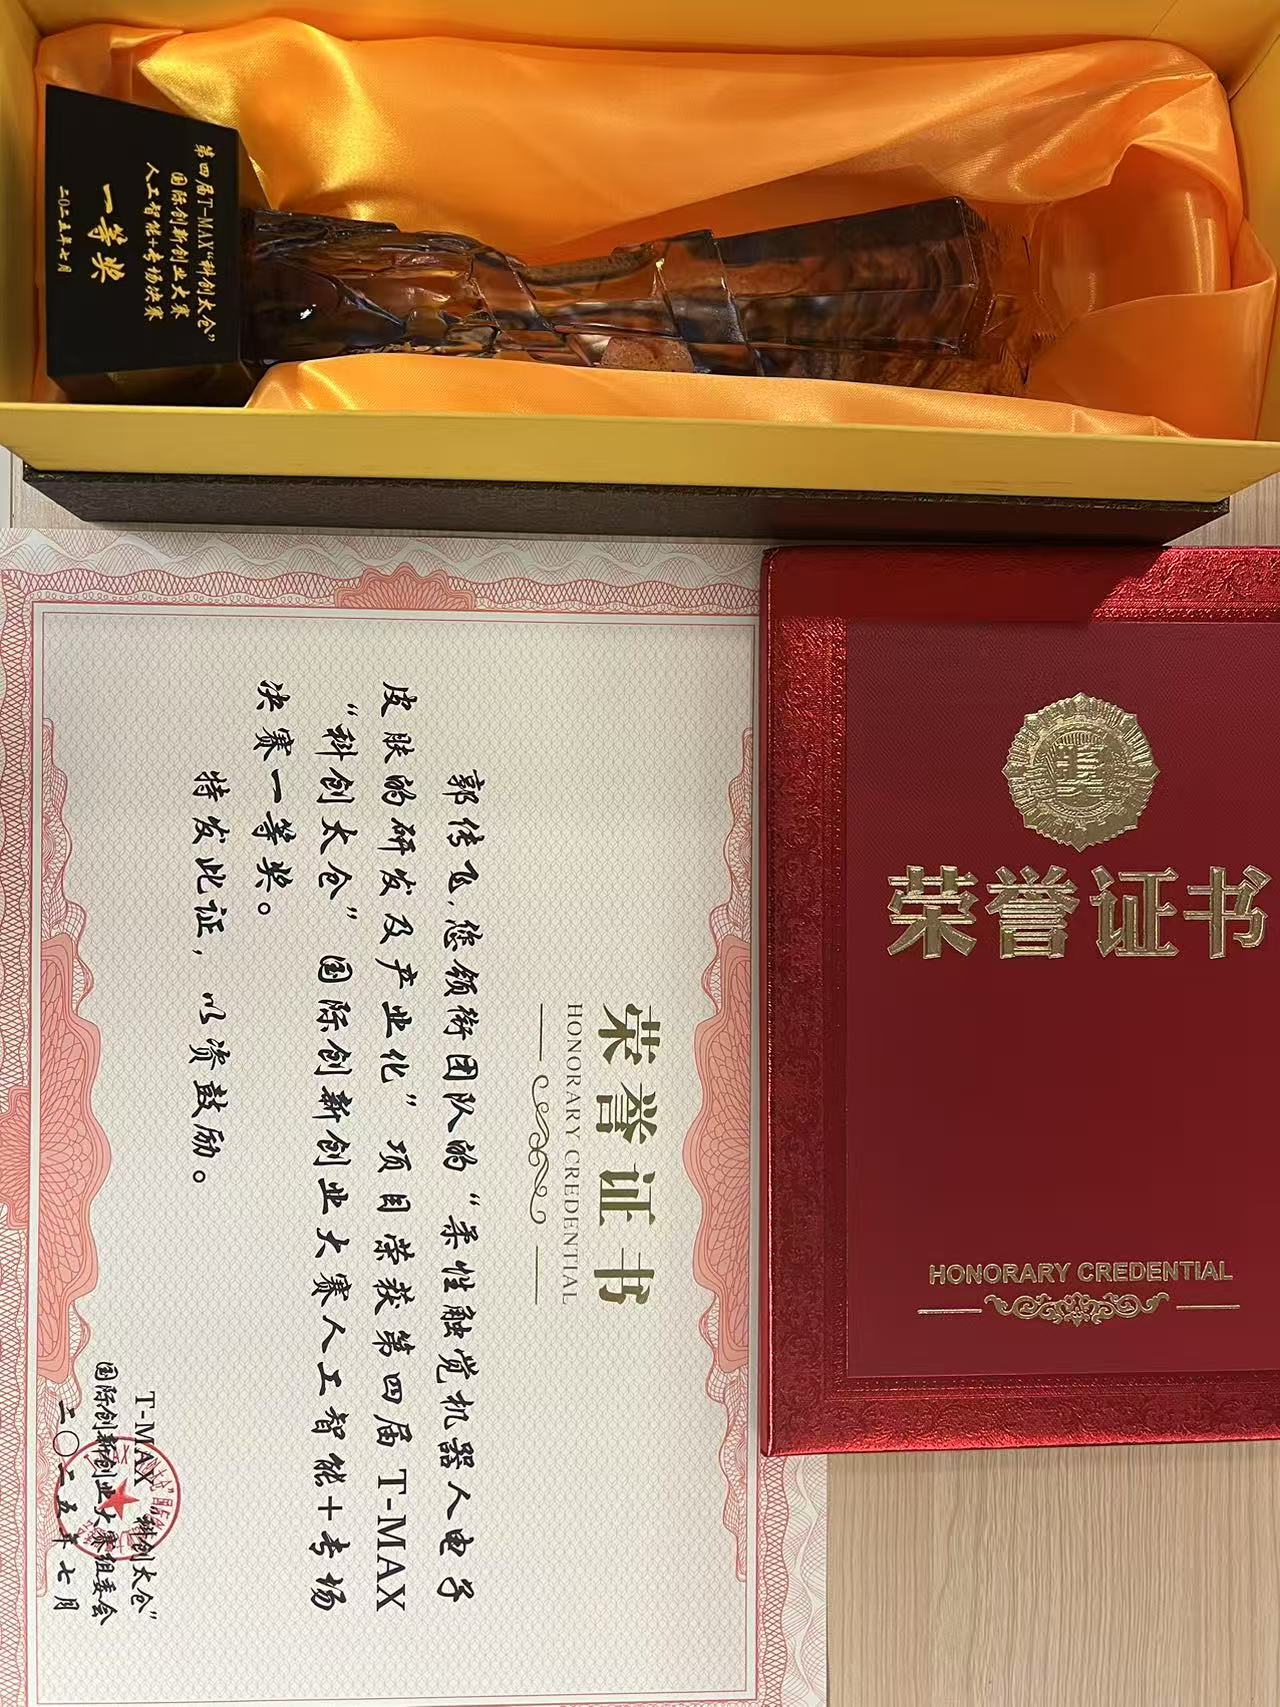 第四届T-MAX“科创太仓”
国际创新创业大赛
人工智能+专场决赛
一等奖
二〇二五年七月
荣誉证书
HONORARY CREDENTIAL
荣誉证书
HONORARY CREDENTIAL
郭传飞,您领衔团队的“柔性触觉机器人电子
皮肤的研发及产业化”项目荣获第四届T-MAX
“科创太仓”国际创新创业大赛人工智能+专场
决赛一等奖。
特发此证，以资鼓励。
T-MAX“科创太仓”
国际创新创业大赛组委会
二〇二五年七月